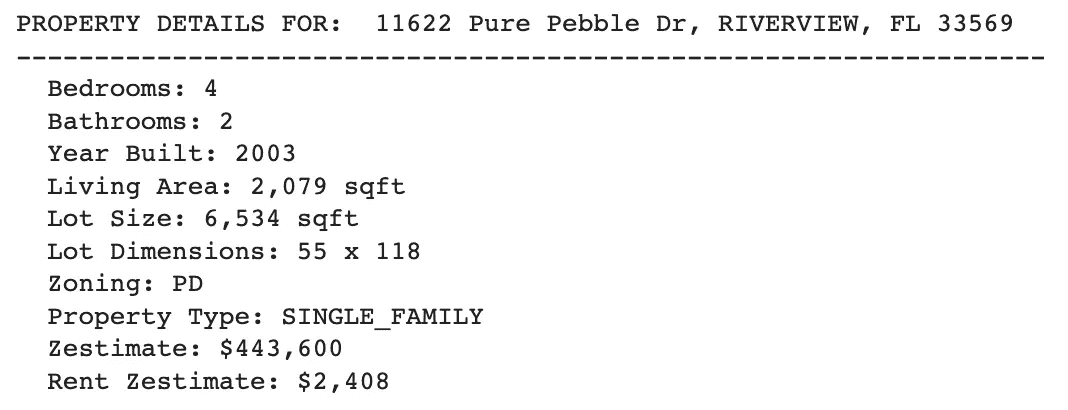 PROPERTY DETAILS FOR:  11622 Pure Pebble Dr, RIVERVIEW, FL 33569
------------------------------------------------------------------
  Bedrooms: 4
  Bathrooms: 2
  Year Built: 2003
  Living Area: 2,079 sqft
  Lot Size: 6,534 sqft
  Lot Dimensions: 55 x 118
  Zoning: PD
  Property Type: SINGLE_FAMILY
  Zestimate: $443,600
  Rent Zestimate: $2,408